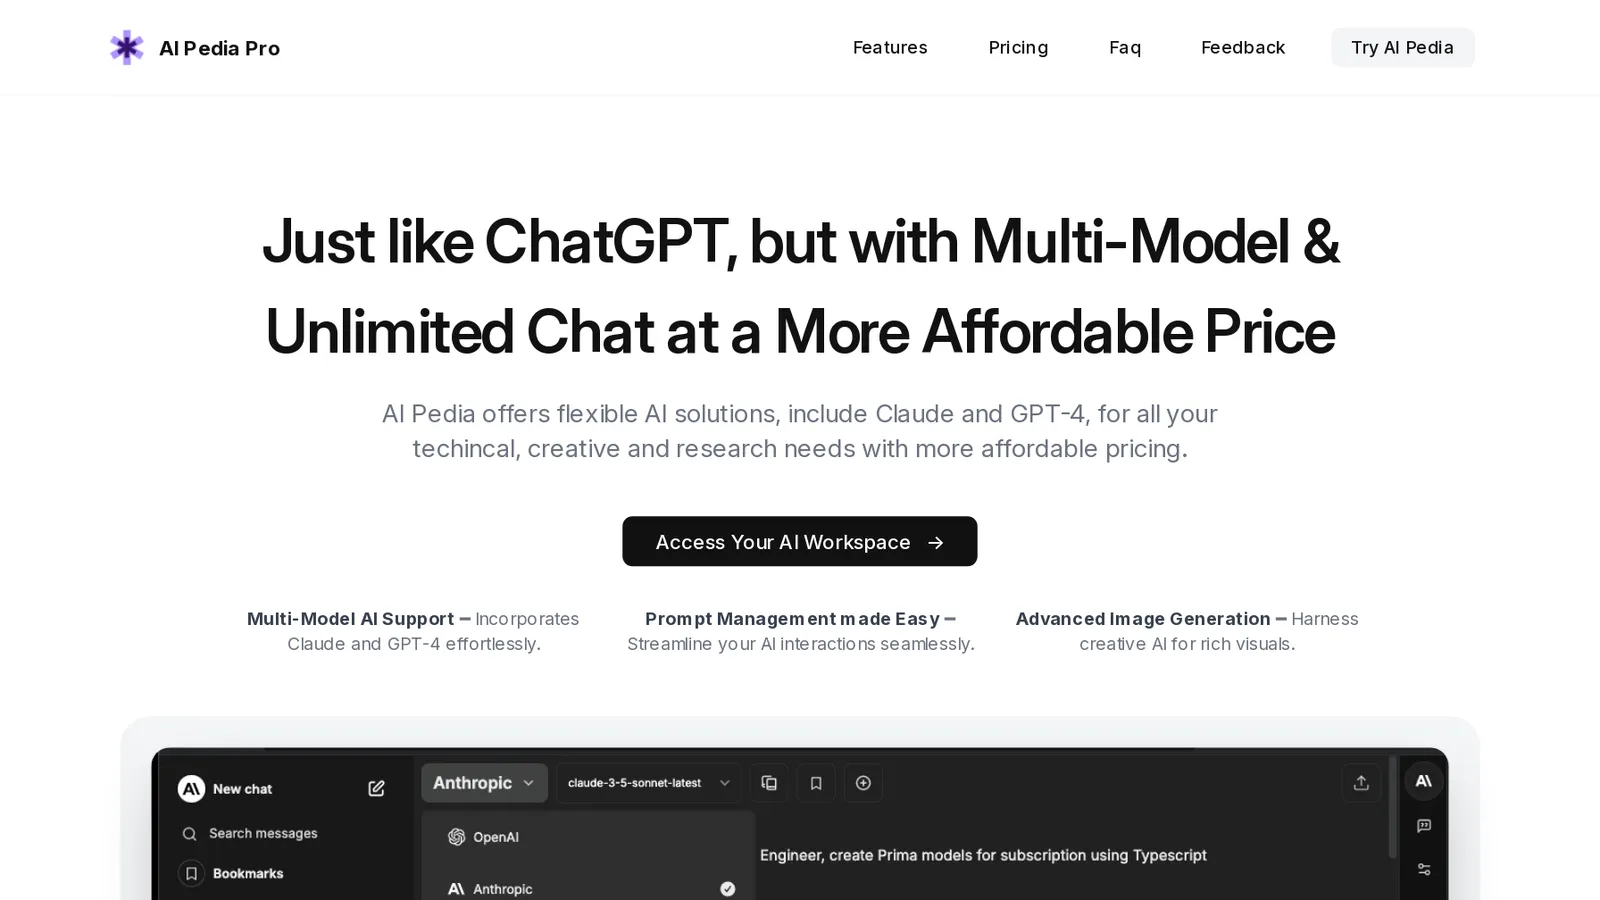 AI Pedia Pro
Features
Pricing
Faq
Feedback
Try AI Pedia
Just like ChatGPT, but with Multi-Model &
Unlimited Chat at a More Affordable Price
AI Pedia offers flexible AI solutions, include Claude and GPT-4, for all your
techincal, creative and research needs with more affordable pricing.
Access Your AI Workspace →
Multi-Model AI Support – Incorporates
Claude and GPT-4 effortlessly.
Prompt Management made Easy –
Streamline your AI interactions seamlessly.
Advanced Image Generation – Harness
creative AI for rich visuals.
New chat
Anthropic
claude-3-5-sonnet-latest
Search messages
OpenAI
Engineer, create Prima models for subscription using Typescript
Bookmarks
Anthropic